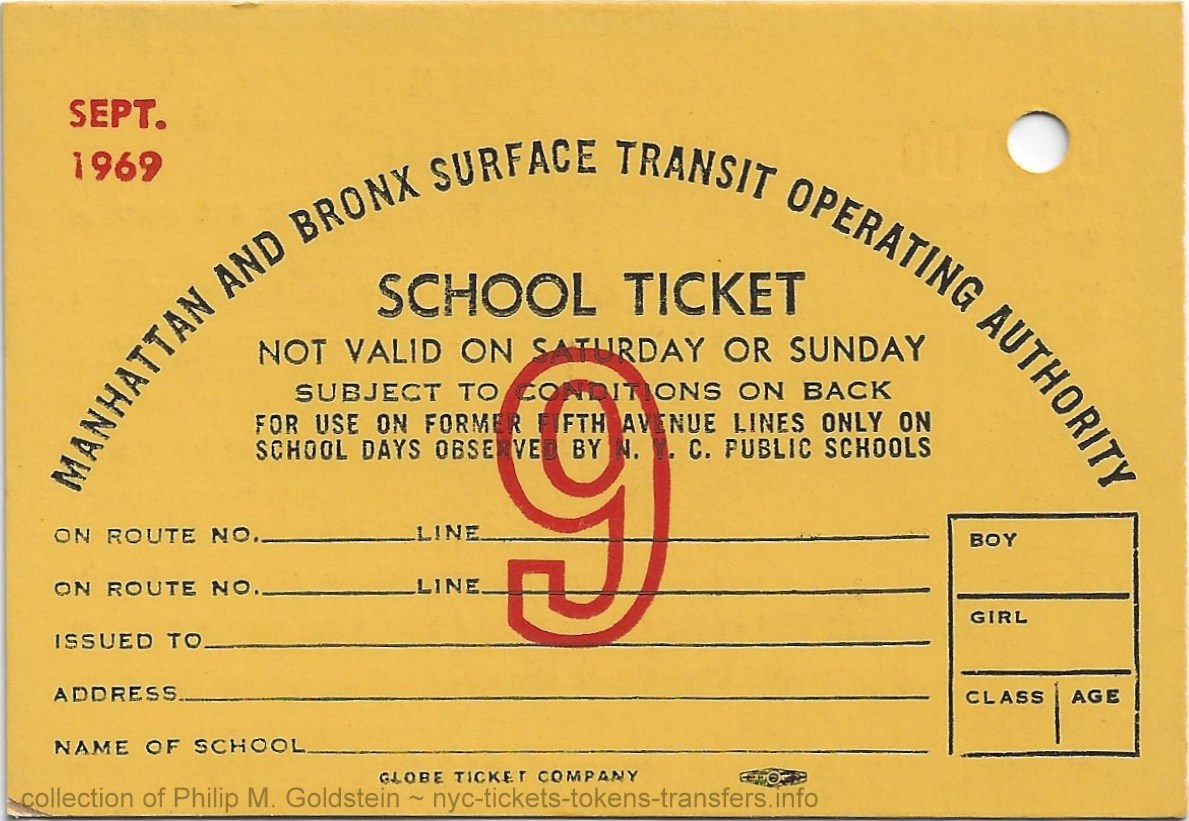 SEPT.
1969
MANHATTAN AND BRONX SURFACE TRANSIT OPERATING AUTHORITY
SCHOOL TICKET
NOT VALID ON SATURDAY OR SUNDAY
SUBJECT TO CONDITIONS ON BACK
FOR USE ON FORMER FIFTH AVENUE LINES ONLY ON
SCHOOL DAYS OBSERVED BY N. Y. C. PUBLIC SCHOOLS
9
ON ROUTE NO. LINE
ON ROUTE NO. LINE
ISSUED TO
ADDRESS
NAME OF SCHOOL
BOY
GIRL
CLASS AGE
GLOBE TICKET COMPANY
collection of Philip M. Goldstein ~ nyc-tickets-tokens-transfers.info